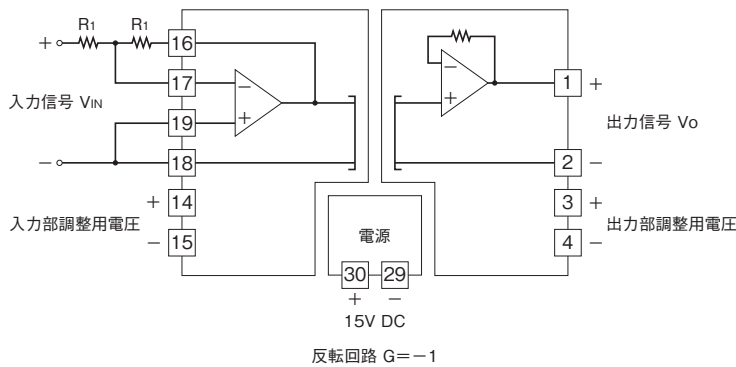 R1 R1
+ 16
17
入力信号 VIN
19
− 18
+ 14
入力部調整用電圧
− 15
−
+
−
+
1 +
出力信号 Vo
2 −
3 +
出力部調整用電圧
4 −
電源
30 29
+ −
15V DC
反転回路 G=−1